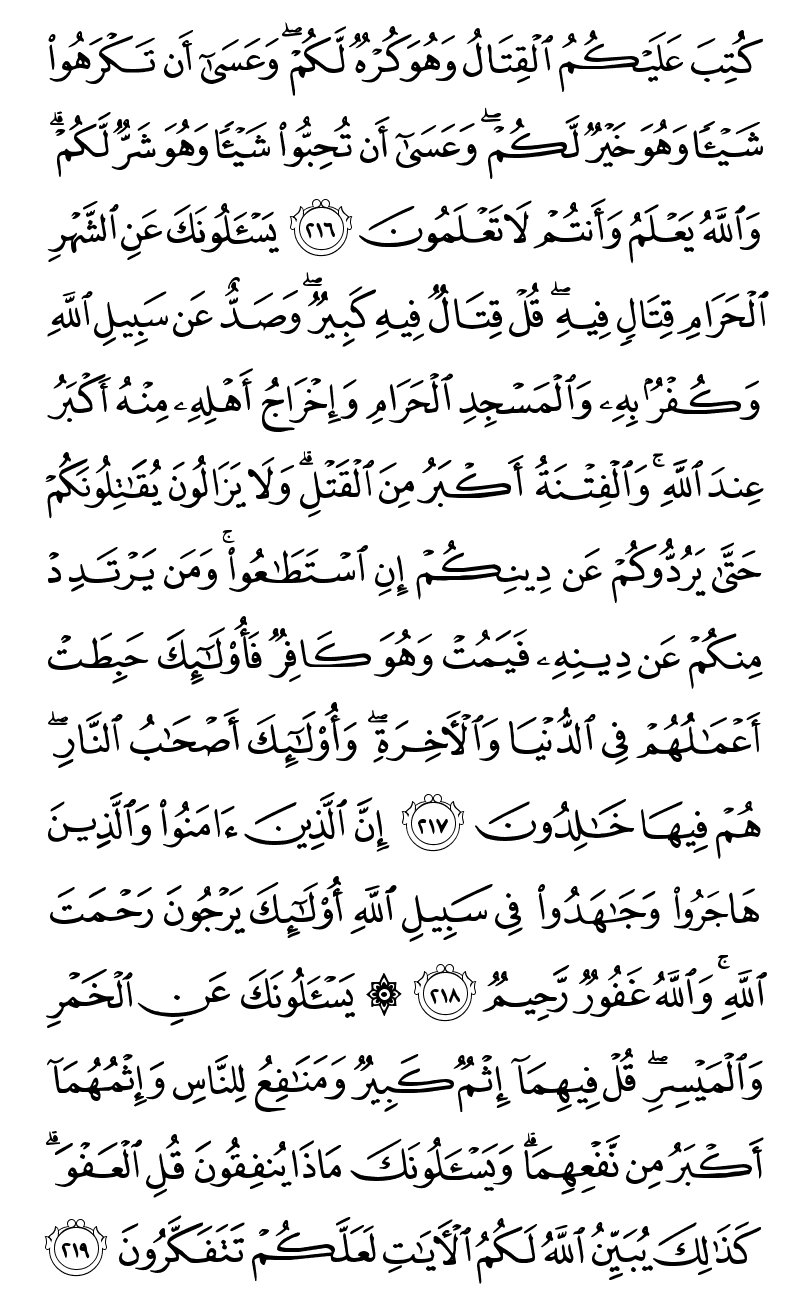 كُتِبَ عَلَيۡكُمُ ٱلۡقِتَالُ وَهُوَ كُرۡهٞ لَّكُمۡۖ وَعَسَىٰٓ أَن تَكۡرَهُواْ
شَيۡـٔٗا وَهُوَ خَيۡرٞ لَّكُمۡۖ وَعَسَىٰٓ أَن تُحِبُّواْ شَيۡـٔٗا وَهُوَ شَرّٞ لَّكُمۡۚ
وَٱللَّهُ يَعۡلَمُ وَأَنتُمۡ لَا تَعۡلَمُونَ ٢١٦ يَسۡـَٔلُونَكَ عَنِ ٱلشَّهۡرِ
ٱلۡحَرَامِ قِتَالٖ فِيهِۖ قُلۡ قِتَالٞ فِيهِ كَبِيرٞۖ وَصَدٌّ عَن سَبِيلِ ٱللَّهِ
وَكُفۡرُۢ بِهِۦ وَٱلۡمَسۡجِدِ ٱلۡحَرَامِ وَإِخۡرَاجُ أَهۡلِهِۦ مِنۡهُ أَكۡبَرُ
عِندَ ٱللَّهِۚ وَٱلۡفِتۡنَةُ أَكۡبَرُ مِنَ ٱلۡقَتۡلِۗ وَلَا يَزَالُونَ يُقَٰتِلُونَكُمۡ
حَتَّىٰ يَرُدُّوكُمۡ عَن دِينِكُمۡ إِنِ ٱسۡتَطَٰعُواْۚ وَمَن يَرۡتَدِدۡ
مِنكُمۡ عَن دِينِهِۦ فَيَمُتۡ وَهُوَ كَافِرٞ فَأُوْلَٰٓئِكَ حَبِطَتۡ
أَعۡمَٰلُهُمۡ فِي ٱلدُّنۡيَا وَٱلۡأٓخِرَةِۖ وَأُوْلَٰٓئِكَ أَصۡحَٰبُ ٱلنَّارِۖ
هُمۡ فِيهَا خَٰلِدُونَ ٢١٧ إِنَّ ٱلَّذِينَ ءَامَنُواْ وَٱلَّذِينَ
هَاجَرُواْ وَجَٰهَدُواْ فِي سَبِيلِ ٱللَّهِ أُوْلَٰٓئِكَ يَرۡجُونَ رَحۡمَتَ
ٱللَّهِۚ وَٱللَّهُ غَفُورٞ رَّحِيمٞ ٢١٨ ۞ يَسۡـَٔلُونَكَ عَنِ ٱلۡخَمۡرِ
وَٱلۡمَيۡسِرِۖ قُلۡ فِيهِمَآ إِثۡمٞ كَبِيرٞ وَمَنَٰفِعُ لِلنَّاسِ وَإِثۡمُهُمَآ
أَكۡبَرُ مِن نَّفۡعِهِمَاۗ وَيَسۡـَٔلُونَكَ مَاذَا يُنفِقُونَ قُلِ ٱلۡعَفۡوَۗ
كَذَٰلِكَ يُبَيِّنُ ٱللَّهُ لَكُمُ ٱلۡأٓيَٰتِ لَعَلَّكُمۡ تَتَفَكَّرُونَ ٢١٩